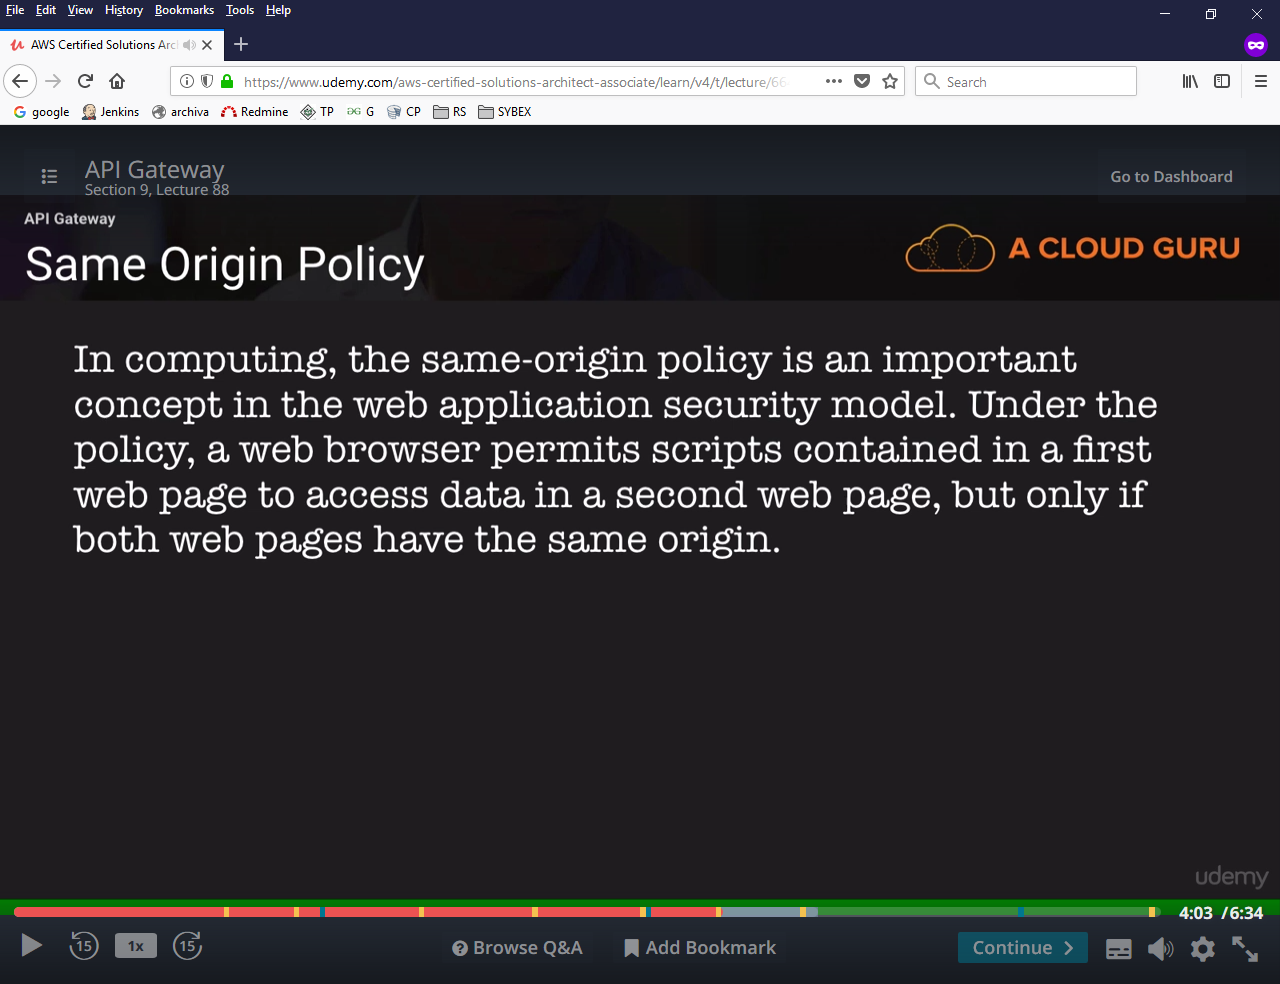 File Edit View History Bookmarks Tools Help
AWS Certified Solutions Arc
https://www.udemy.com/aws-certified-solutions-architect-associate/learn/v4/t/lecture/66
Search
google Jenkins archiva Redmine TP G CP RS SYBEX
API Gateway
Section 9, Lecture 88
Go to Dashboard
API Gateway
Same Origin Policy
A CLOUD GURU
In computing, the same-origin policy is an important
concept in the web application security model. Under the
policy, a web browser permits scripts contained in a first
web page to access data in a second web page, but only if
both web pages have the same origin.
udemy
4:03 /6:34
15 1x 15 Browse Q&A Add Bookmark Continue